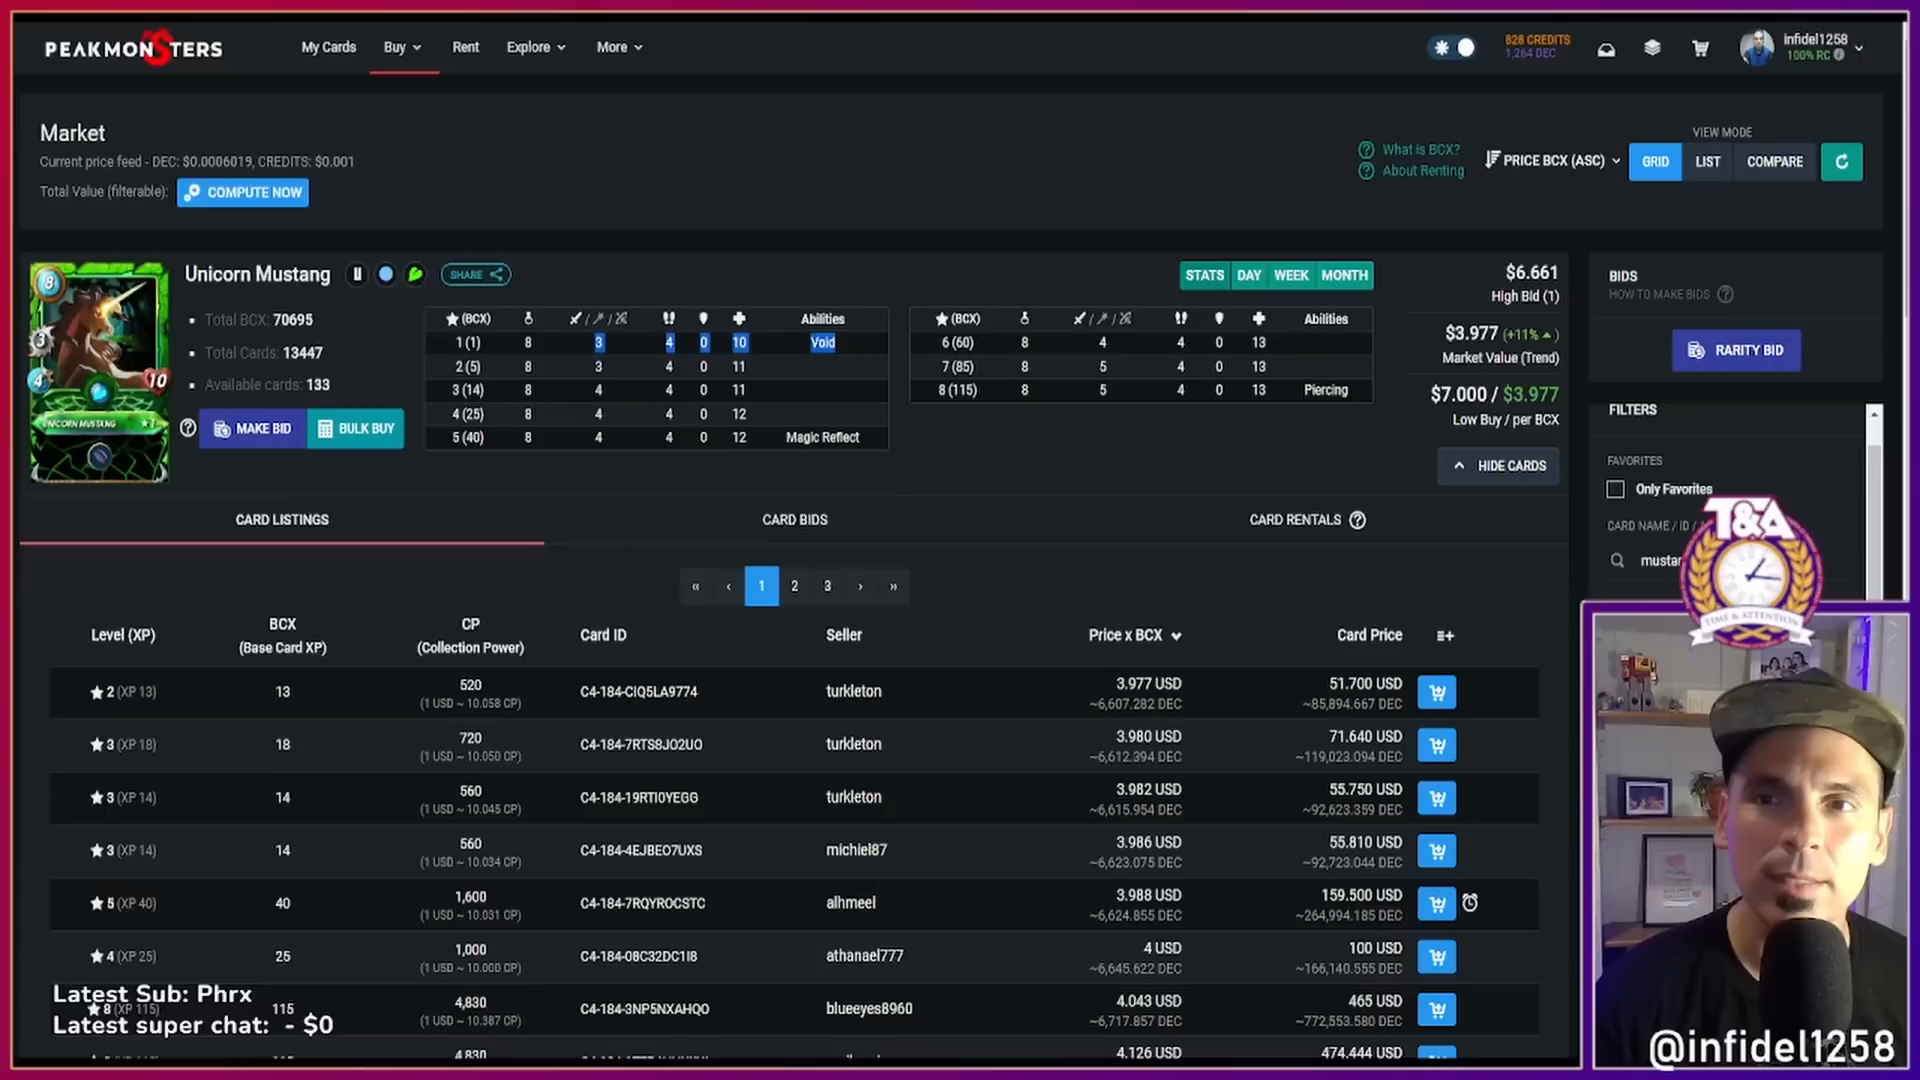 PEAKMONSTERS
My Cards
Buy
Rent
Explore
More
828 CREDITS
1,264 DEC
infidel1258
100% RC
Market
Current price feed - DEC: $0.0006019, CREDITS: $0.001
Total Value (filterable):
COMPUTE NOW
What is BCX?
About Renting
PRICE BCX (ASC)
VIEW MODE
GRID
LIST
COMPARE
8
3
4
10
UNICORN MUSTANG
Unicorn Mustang
SHARE
Total BCX: 70695
Total Cards: 13447
Available cards: 133
MAKE BID
BULK BUY
STATS
DAY
WEEK
MONTH
(BCX) / / Abilities
1 (1) 8 3 4 0 10 Void
2 (5) 8 3 4 0 11
3 (14) 8 4 4 0 11
4 (25) 8 4 4 0 12
5 (40) 8 4 4 0 12 Magic Reflect
(BCX) / / Abilities
6 (60) 8 4 4 0 13
7 (85) 8 5 4 0 13
8 (115) 8 5 4 0 13 Piercing
$6.661
High Bid (1)
$3.977 (+11%)
Market Value (Trend)
$7.000 / $3.977
Low Buy / per BCX
HIDE CARDS
BIDS
HOW TO MAKE BIDS
RARITY BID
FILTERS
FAVORITES
Only Favorites
CARD NAME / ID /
CARD LISTINGS
CARD BIDS
CARD RENTALS
« ‹ 1 2 3 › »
Level (XP)
BCX
(Base Card XP)
CP
(Collection Power)
Card ID
Seller
Price x BCX
Card Price
2 (XP 13) 13 520 C4-184-CIQ5LA9774 turkleton 3.977 USD 51.700 USD
(1 USD ~ 10.058 CP) ~6,607.282 DEC ~85,894.667 DEC
3 (XP 18) 18 720 C4-184-7RTS8JO2UO turkleton 3.980 USD 71.640 USD
(1 USD ~ 10.050 CP) ~6,612.394 DEC ~119,023.094 DEC
3 (XP 14) 14 560 C4-184-19RTI0YEGG turkleton 3.982 USD 55.750 USD
(1 USD ~ 10.045 CP) ~6,615.954 DEC ~92,623.359 DEC
3 (XP 14) 14 560 C4-184-4EJBEO7UXS michiel87 3.986 USD 55.810 USD
(1 USD ~ 10.034 CP) ~6,623.075 DEC ~92,723.044 DEC
5 (XP 40) 40 1,600 C4-184-7RQYROCSTC alhmeel 3.988 USD 159.500 USD
(1 USD ~ 10.031 CP) ~6,624.855 DEC ~264,994.185 DEC
4 (XP 25) 25 1,000 C4-184-08C32DC1I8 athanael777 4 USD 100 USD
(1 USD ~ 10.000 CP) ~6,645.622 DEC ~166,140.555 DEC
8 (XP 115) 115 4,830 C4-184-3NP5NXAHQO blueeyes8960 4.043 USD 465 USD
(1 USD ~ 10.387 CP) ~6,717.857 DEC ~772,553.580 DEC
4,830 4.126 USD 474.444 USD
Latest Sub: Phrx
Latest super chat: - $0
T&A
TIME & ATTENTION
@infidel1258